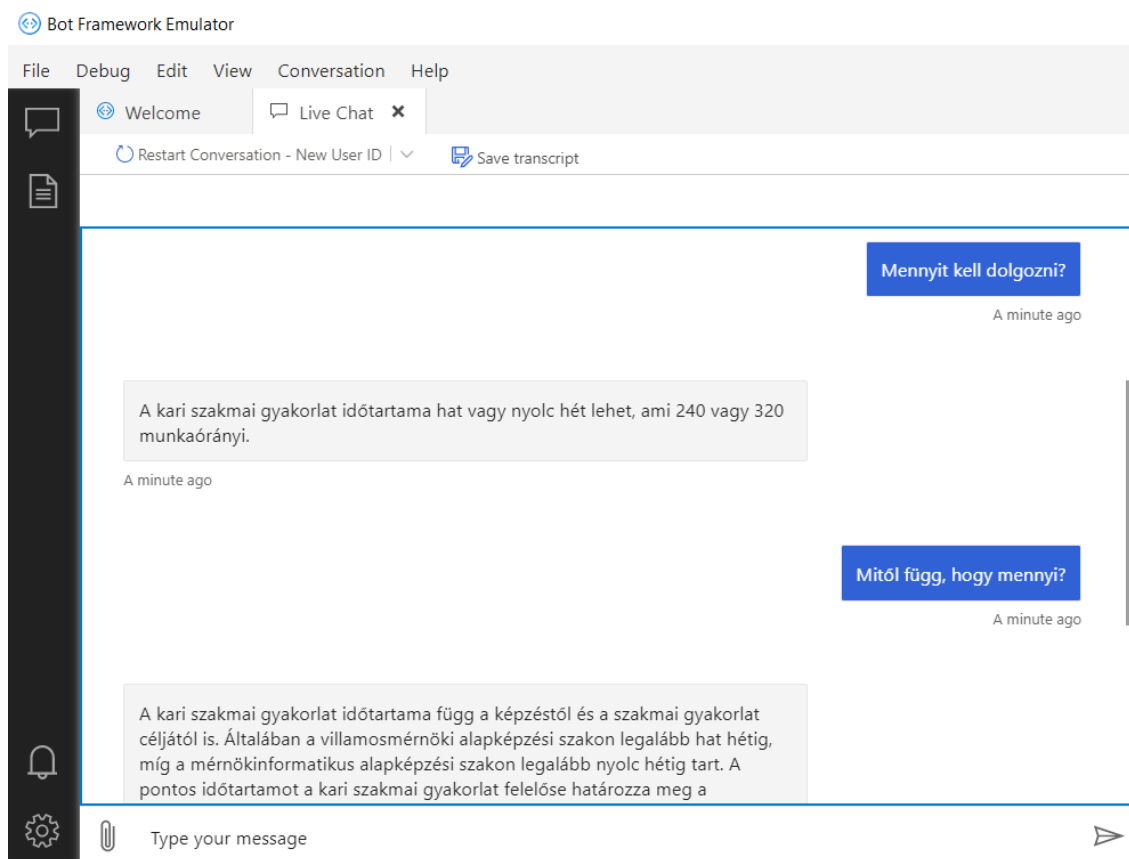 Bot Framework Emulator
File Debug Edit View Conversation Help
Welcome Live Chat
Restart Conversation - New User ID Save transcript
Mennyit kell dolgozni?
A minute ago
A kari szakmai gyakorlat időtartama hat vagy nyolc hét lehet, ami 240 vagy 320
munkaórányi.
A minute ago
Mitől függ, hogy mennyi?
A minute ago
A kari szakmai gyakorlat időtartama függ a képzéstől és a szakmai gyakorlat
céljától is. Általában a villamosmérnöki alapképzési szakon legalább hat hétig,
míg a mérnökinformatikus alapképzési szakon legalább nyolc hétig tart. A
pontos időtartamot a kari szakmai gyakorlat felelőse határozza meg a
Type your message